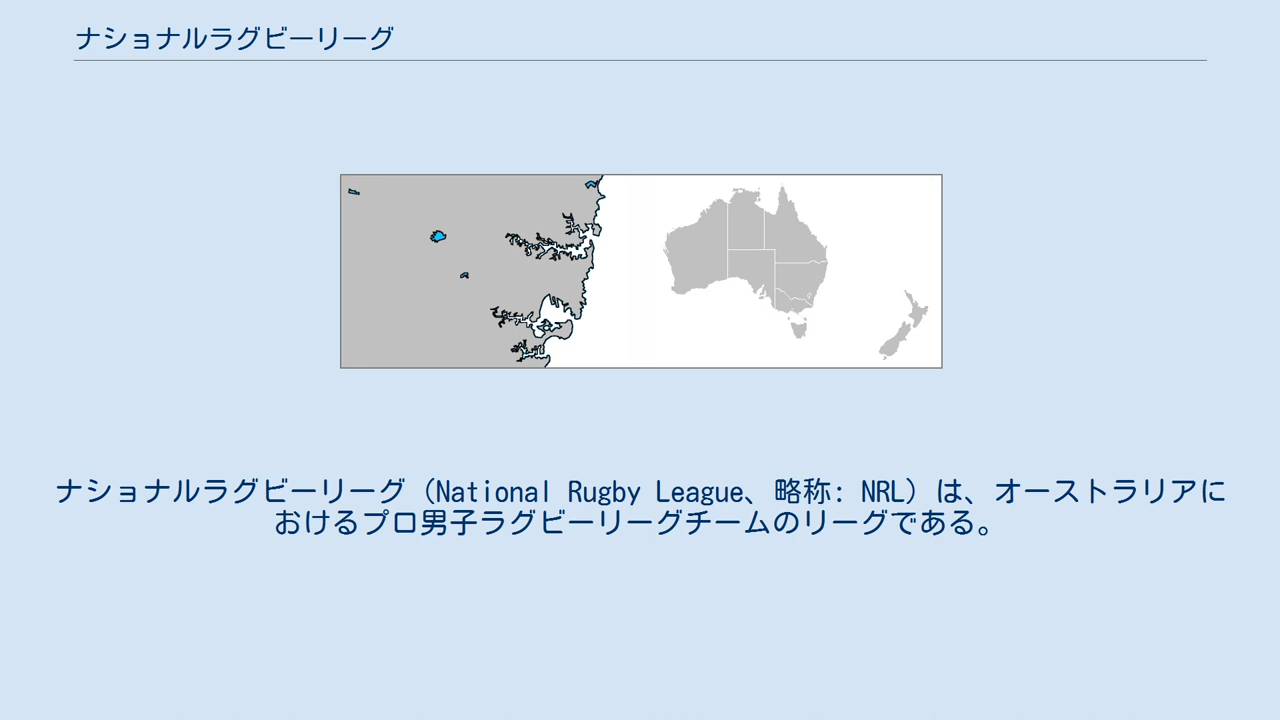 ナショナルラグビーリーグ
ナショナルラグビーリーグ（National Rugby League、略称: NRL）は、オーストラリアに
おけるプロ男子ラグビーリーグチームのリーグである。